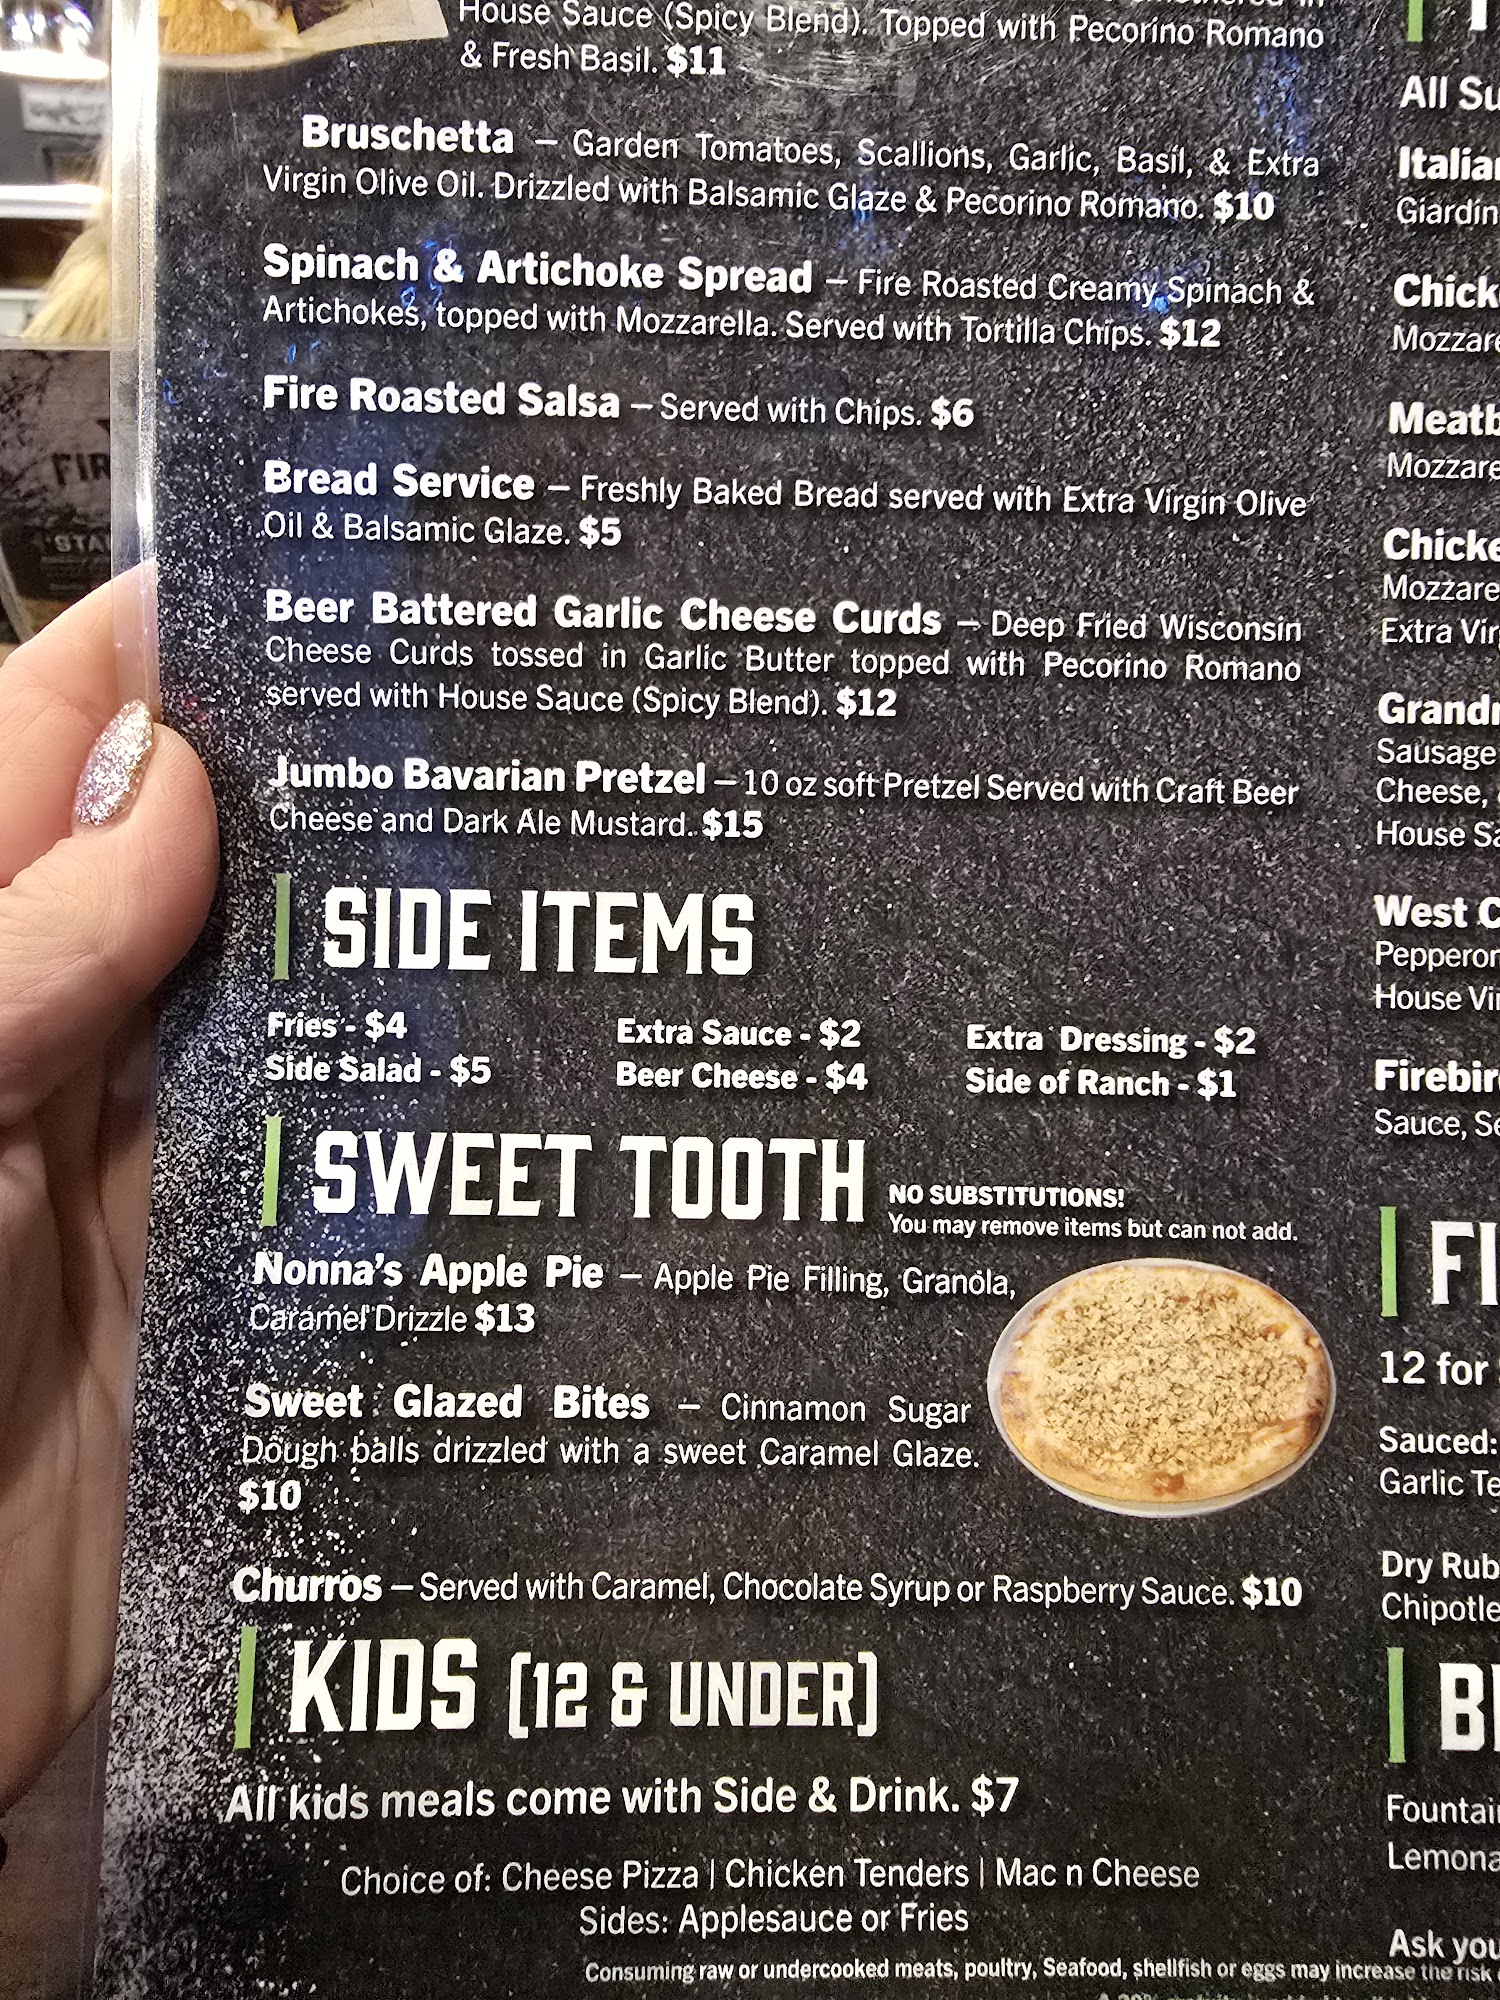 House Sauce (Spicy Blend). Topped with Pecorino Romano
& Fresh Basil. $11
Bruschetta – Garden Tomatoes, Scallions, Garlic, Basil, & Extra
Virgin Olive Oil. Drizzled with Balsamic Glaze & Pecorino Romano. $10
Spinach & Artichoke Spread – Fire Roasted Creamy Spinach &
Artichokes, topped with Mozzarella. Served with Tortilla Chips. $12
Fire Roasted Salsa – Served with Chips. $6
Bread Service – Freshly Baked Bread served with Extra Virgin Olive
Oil & Balsamic Glaze. $5
Beer Battered Garlic Cheese Curds – Deep Fried Wisconsin
Cheese Curds tossed in Garlic Butter topped with Pecorino Romano
served with House Sauce (Spicy Blend). $12
Jumbo Bavarian Pretzel – 10 oz soft Pretzel Served with Craft Beer
Cheese and Dark Ale Mustard. $15
SIDE ITEMS
Fries - $4 Extra Sauce - $2 Extra Dressing - $2
Side Salad - $5 Beer Cheese - $4 Side of Ranch - $1
SWEET TOOTH
NO SUBSTITUTIONS!
You may remove items but can not add.
Nonna's Apple Pie – Apple Pie Filling, Granola,
Caramel Drizzle $13
Sweet Glazed Bites – Cinnamon Sugar
Dough balls drizzled with a sweet Caramel Glaze.
$10
Churros – Served with Caramel, Chocolate Syrup or Raspberry Sauce. $10
KIDS (12 & UNDER)
All kids meals come with Side & Drink. $7
Choice of: Cheese Pizza | Chicken Tenders | Mac n Cheese
Sides: Applesauce or Fries
Consuming raw or undercooked meats, poultry, Seafood, shellfish or eggs may increase the risk
All
Mozzare
Mozzare
Mozzare
Extra
Sausage
Cheese,
House
West
House
Sauce,
12 for
Sauced:
Garlic
Dry Rub
Chipotle
Ask